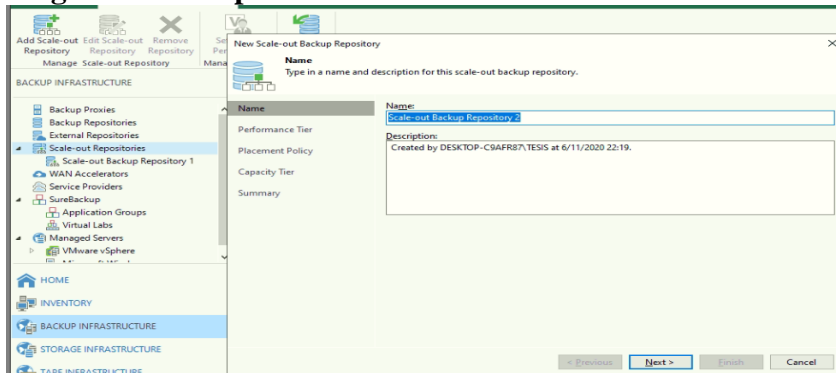 Add Scale-out Edit Scale-out Remove
Repository Repository Repository
Manage Scale-out Repository
BACKUP INFRASTRUCTURE
Backup Proxies
Backup Repositories
External Repositories
Scale-out Repositories
Scale-out Backup Repository 1
WAN Accelerators
Service Providers
SureBackup
Application Groups
Virtual Labs
Managed Servers
VMware vSphere
HOME
INVENTORY
BACKUP INFRASTRUCTURE
STORAGE INFRASTRUCTURE
TAPE INFRASTRUCTURE
New Scale-out Backup Repository
Name
Type in a name and description for this scale-out backup repository.
Name
Performance Tier
Placement Policy
Capacity Tier
Summary
Name:
Scale-out Backup Repository 2
Description:
Created by DESKTOP-C9AFR87\TESIS at 6/11/2020 22:19.
< Previous Next > Finish Cancel